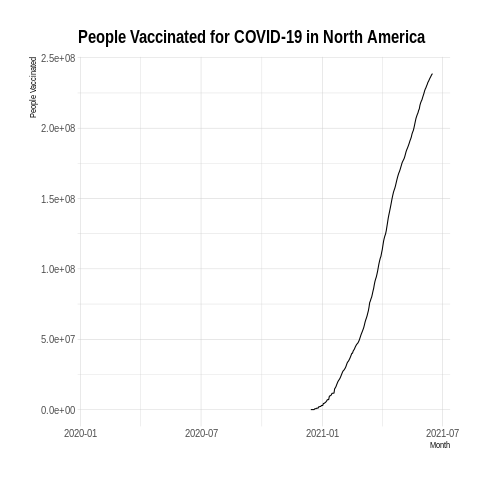 People Vaccinated for COVID-19 in North America
People Vaccinated
2.5e+08
2.0e+08
1.5e+08
1.0e+08
5.0e+07
0.0e+00
2020-01 2020-07 2021-01 2021-07
Month